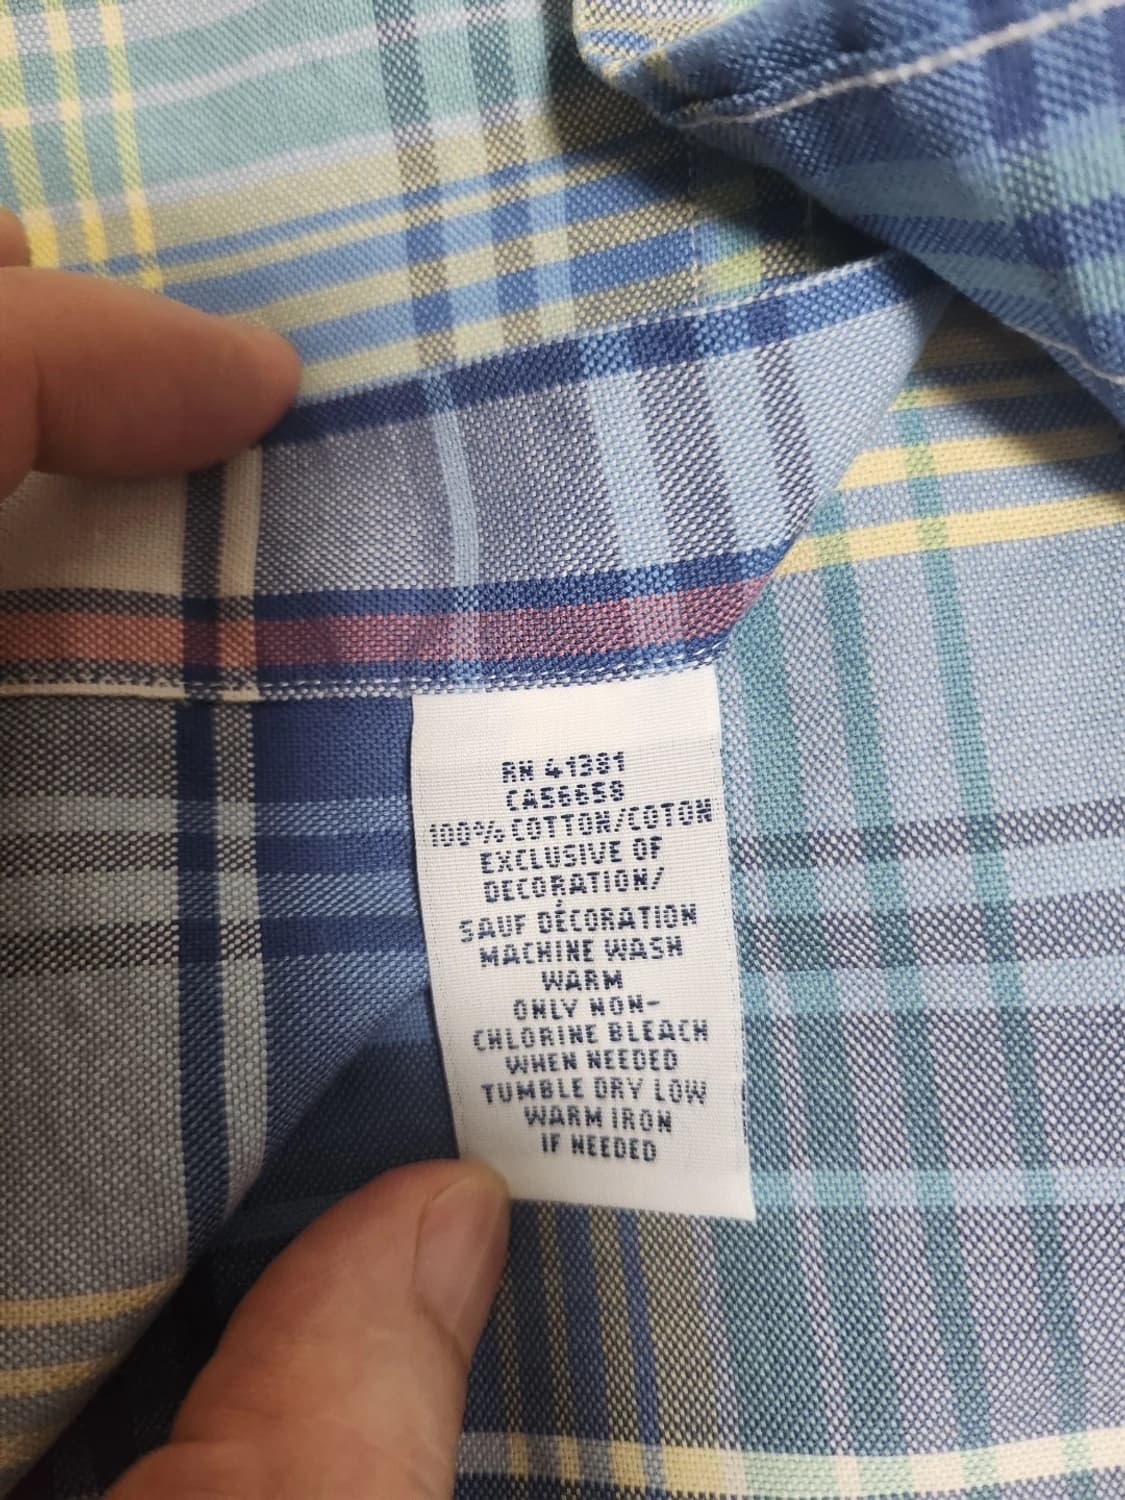 RN 41381
CA56658
100% COTTON/COTON
EXCLUSIVE OF
DECORATION/
SAUF DÉCORATION
MACHINE WASH
WARM
ONLY NON-
CHLORINE BLEACH
WHEN NEEDED
TUMBLE DRY LOW
WARM IRON
IF NEEDED